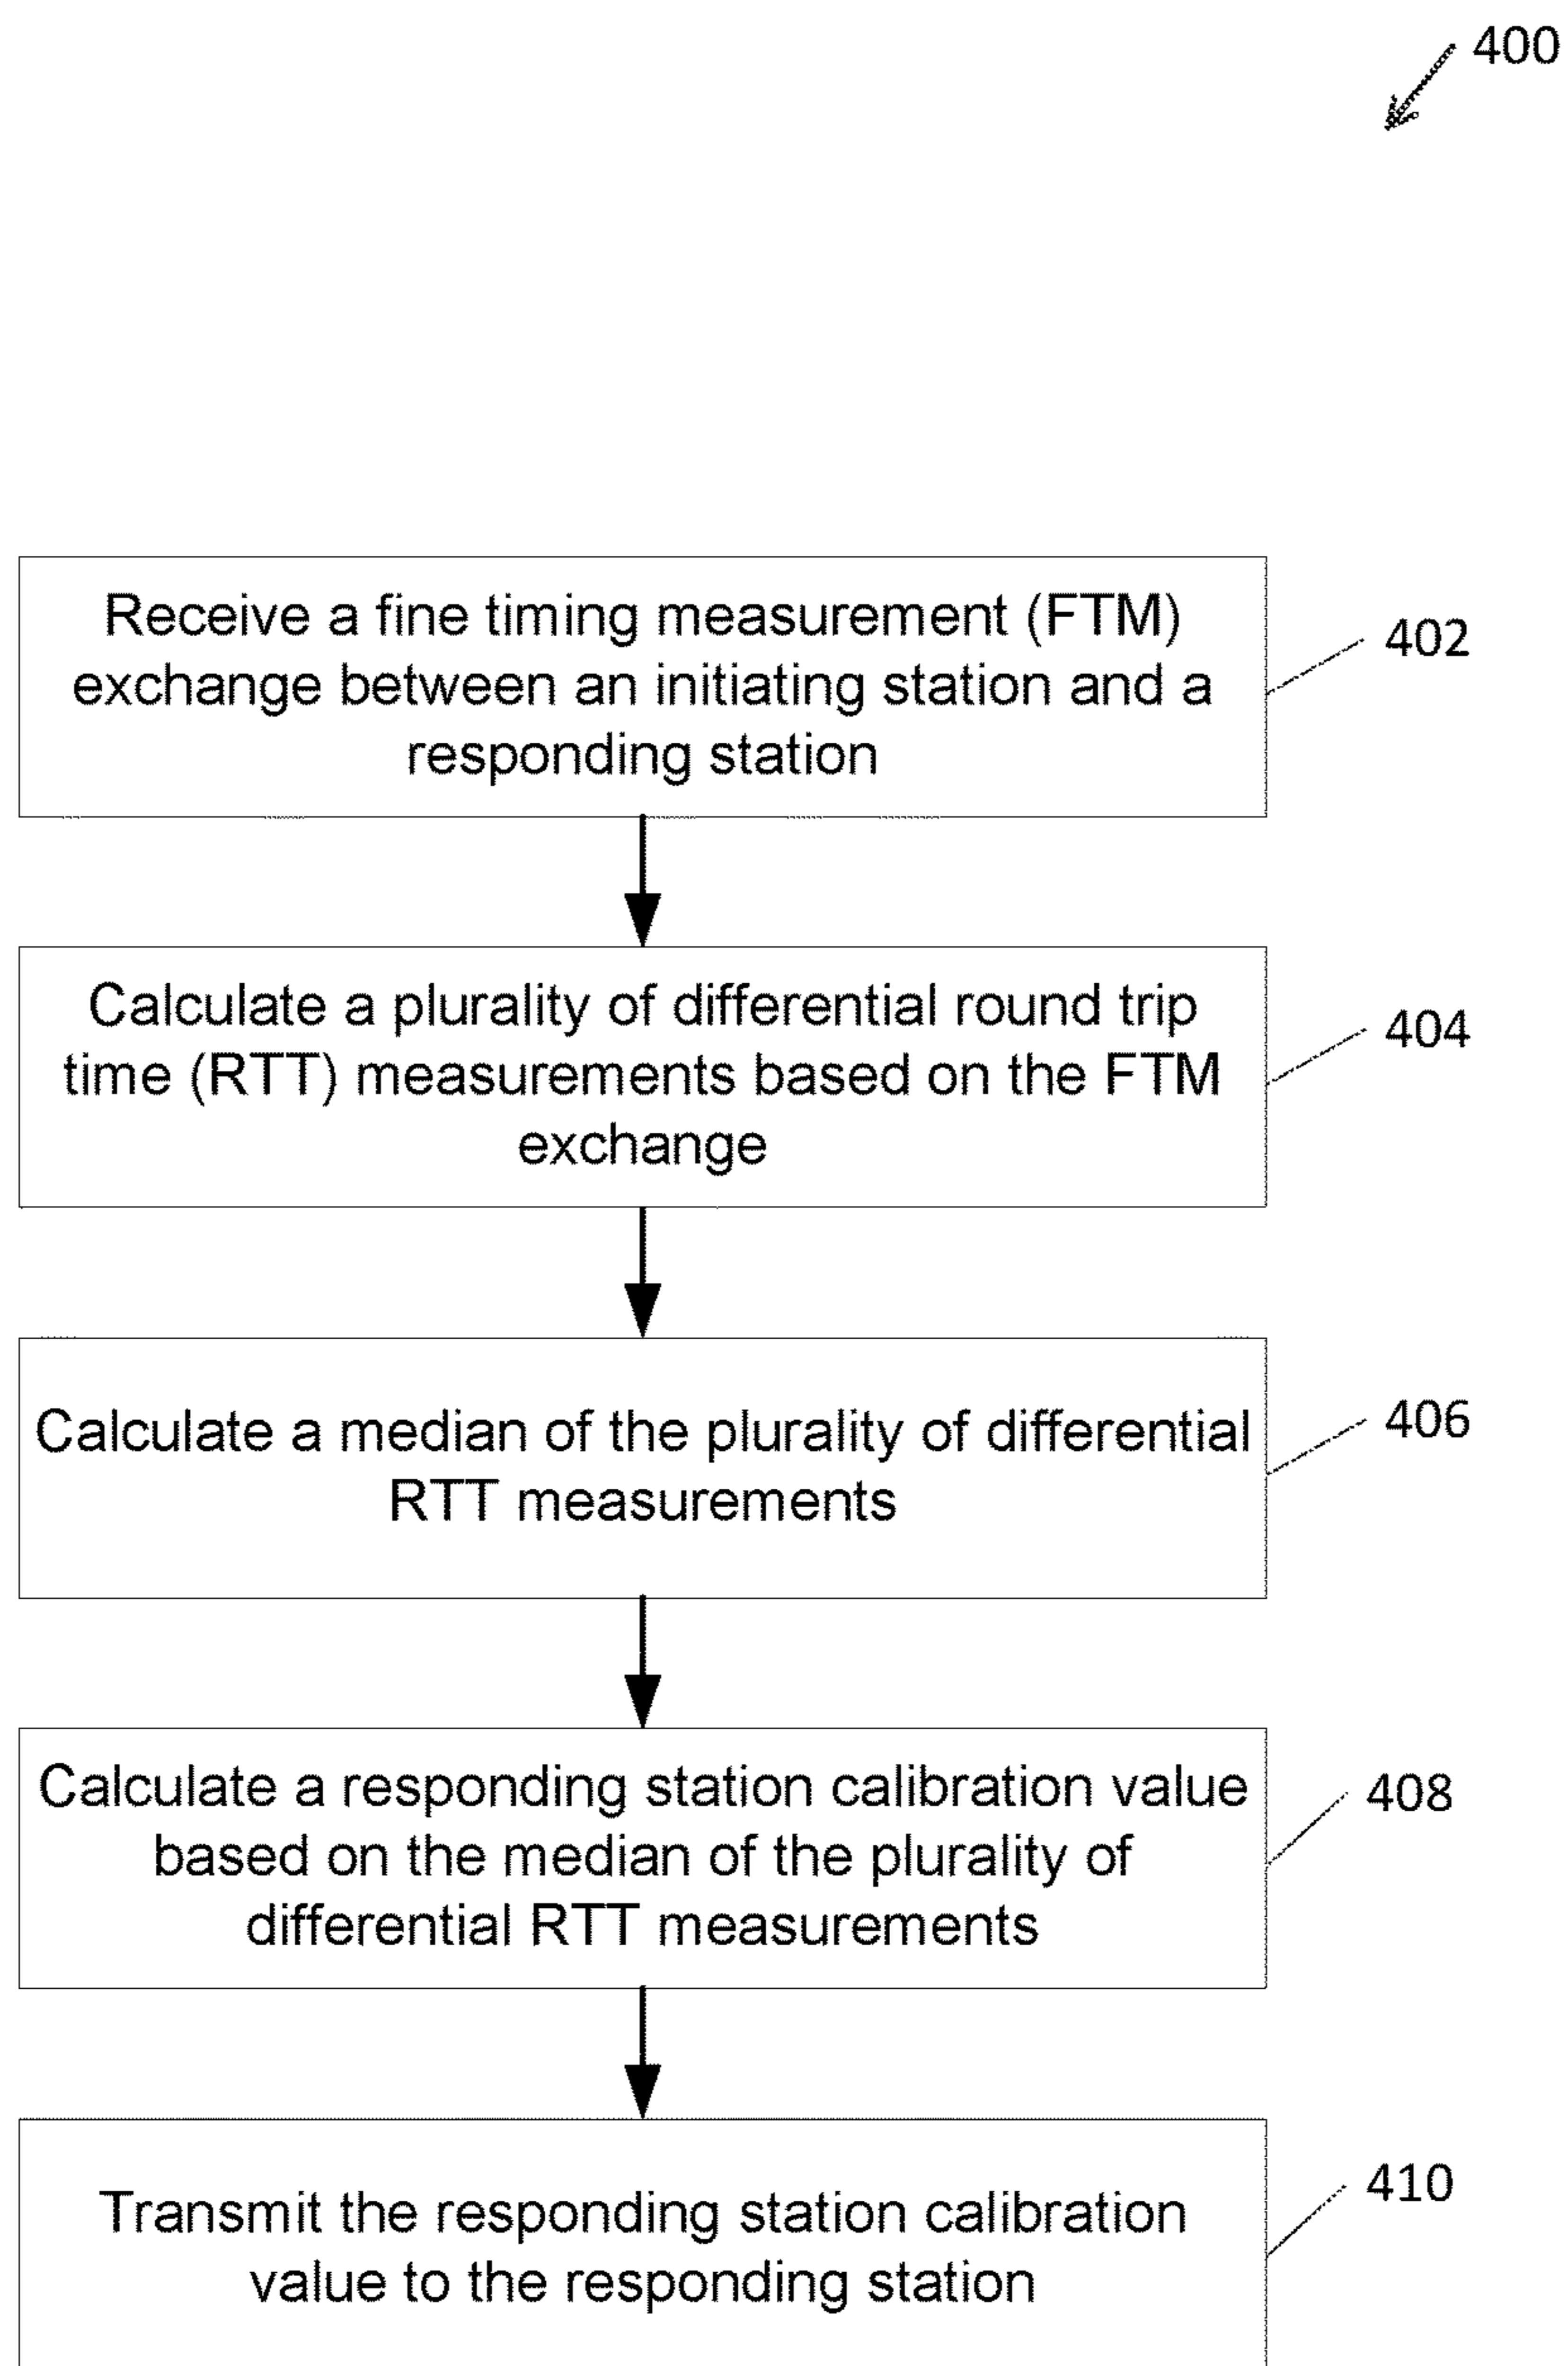 400
Receive a fine timing measurement (FTM)
exchange between an initiating station and a
responding station
402
Calculate a plurality of differential round trip
time (RTT) measurements based on the FTM
exchange
404
Calculate a median of the plurality of differential
RTT measurements
406
Calculate a responding station calibration value
based on the median of the plurality of
differential RTT measurements
408
Transmit the responding station calibration
value to the responding station
410